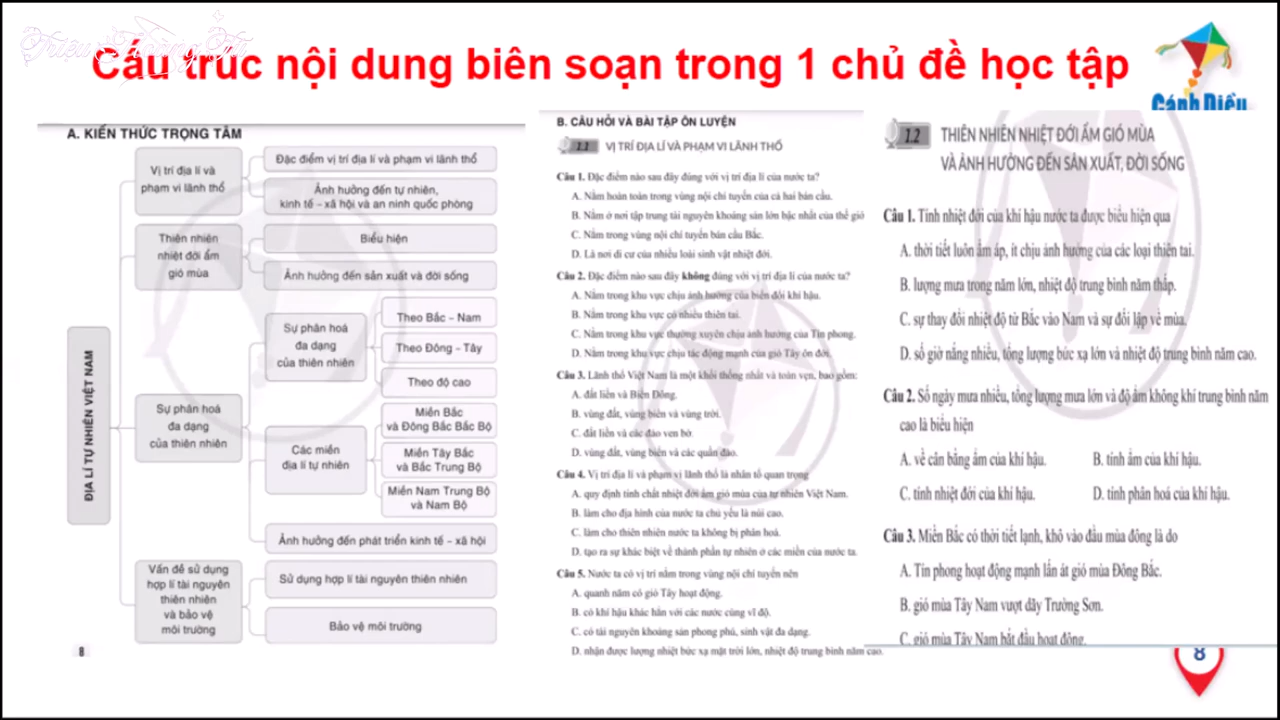 Triệu Hoàng Thi
Cấu trúc nội dung biên soạn trong 1 chủ đề học tập
Cánh Diều
A. KIẾN THỨC TRỌNG TÂM
ĐỊA LÍ TỰ NHIÊN VIỆT NAM
Vị trí địa lí và
phạm vi lãnh thổ
Đặc điểm vị trí địa lí và phạm vi lãnh thổ
Ảnh hưởng đến tự nhiên,
kinh tế – xã hội và an ninh quốc phòng
Thiên nhiên
nhiệt đới ẩm
gió mùa
Biểu hiện
Ảnh hưởng đến sản xuất và đời sống
Sự phân hoá
đa dạng
của thiên nhiên
Sự phân hoá
đa dạng
của thiên nhiên
Theo Bắc – Nam
Theo Đông – Tây
Theo độ cao
Các miền
địa lí tự nhiên
Miền Bắc
và Đông Bắc Bắc Bộ
Miền Tây Bắc
và Bắc Trung Bộ
Miền Nam Trung Bộ
và Nam Bộ
Ảnh hưởng đến phát triển kinh tế – xã hội
Vấn đề sử dụng
hợp lí tài nguyên
thiên nhiên
và bảo vệ
môi trường
Sử dụng hợp lí tài nguyên thiên nhiên
Bảo vệ môi trường
8
B. CÂU HỎI VÀ BÀI TẬP ÔN LUYỆN
1.1 VỊ TRÍ ĐỊA LÍ VÀ PHẠM VI LÃNH THỔ
Câu 1. Đặc điểm nào sau đây đúng với vị trí địa lí của nước ta?
A. Nằm hoàn toàn trong vùng nội chí tuyến của cả hai bán cầu.
B. Nằm ở nơi tập trung tài nguyên khoáng sản lớn bậc nhất của thế giớ
C. Nằm trong vùng nội chí tuyến bán cầu Bắc.
D. Là nơi di cư của nhiều loài sinh vật nhiệt đới.
Câu 2. Đặc điểm nào sau đây không đúng với vị trí địa lí của nước ta?
A. Nằm trong khu vực chịu ảnh hưởng của biến đổi khí hậu.
B. Nằm trong khu vực có nhiều thiên tai.
C. Nằm trong khu vực thường xuyên chịu ảnh hưởng của Tín phong.
D. Nằm trong khu vực chịu tác động mạnh của gió Tây ôn đới.
Câu 3. Lãnh thổ Việt Nam là một khối thống nhất và toàn vẹn, bao gồm:
A. đất liền và Biển Đông.
B. vùng đất, vùng biển và vùng trời.
C. đất liền và các đảo ven bờ.
D. vùng đất, vùng biển và các quần đảo.
Câu 4. Vị trí địa lí và phạm vi lãnh thổ là nhân tố quan trọng
A. quy định tính chất nhiệt đới ẩm gió mùa của tự nhiên Việt Nam.
B. làm cho địa hình của nước ta chủ yếu là núi cao.
C. làm cho thiên nhiên nước ta không bị phân hoá.
D. tạo ra sự khác biệt về thành phần tự nhiên ở các miền của nước ta.
Câu 5. Nước ta có vị trí nằm trong vùng nội chí tuyến nên
A. quanh năm có gió Tây hoạt động.
B. có khí hậu khác hẳn với các nước cùng vĩ độ.
C. có tài nguyên khoáng sản phong phú, sinh vật đa dạng.
D. nhận được lượng nhiệt bức xạ mặt trời lớn, nhiệt độ trung bình năm cao.
1.2 THIÊN NHIÊN NHIỆT ĐỚI ẨM GIÓ MÙA
VÀ ẢNH HƯỞNG ĐẾN SẢN XUẤT, ĐỜI SỐNG
Câu 1. Tính nhiệt đới của khí hậu nước ta được biểu hiện qua
A. thời tiết luôn ấm áp, ít chịu ảnh hưởng của các loại thiên tai.
B. lượng mưa trong năm lớn, nhiệt độ trung bình năm thấp.
C. sự thay đổi nhiệt độ từ Bắc vào Nam và sự đối lập về mùa.
D. số giờ nắng nhiều, tổng lượng bức xạ lớn và nhiệt độ trung bình năm cao.
Câu 2. Số ngày mưa nhiều, tổng lượng mưa lớn và độ ẩm không khí trung bình năm
cao là biểu hiện
A. về cân bằng ẩm của khí hậu. B. tính ẩm của khí hậu.
C. tính nhiệt đới của khí hậu. D. tính phân hoá của khí hậu.
Câu 3. Miền Bắc có thời tiết lạnh, khô vào đầu mùa đông là do
A. Tín phong hoạt động mạnh lấn át gió mùa Đông Bắc.
B. gió mùa Tây Nam vượt dãy Trường Sơn.
C. gió mùa Tây Nam bắt đầu hoạt động.
8